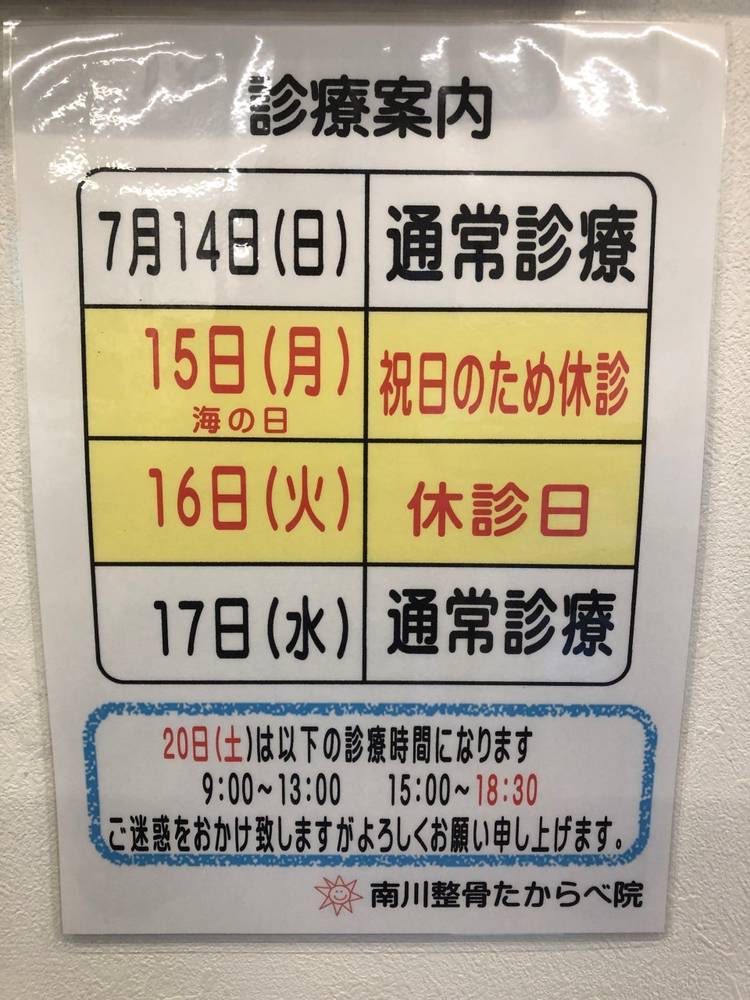 診療案内
7月14日(日) 通常診療
15日(月) 祝日のため休診
海の日
16日(火) 休診日
17日(水) 通常診療
20日(土)は以下の診療時間になります
9:00~13:00 15:00~18:30
ご迷惑をおかけ致しますがよろしくお願い申し上げます。
南川整骨たからべ院